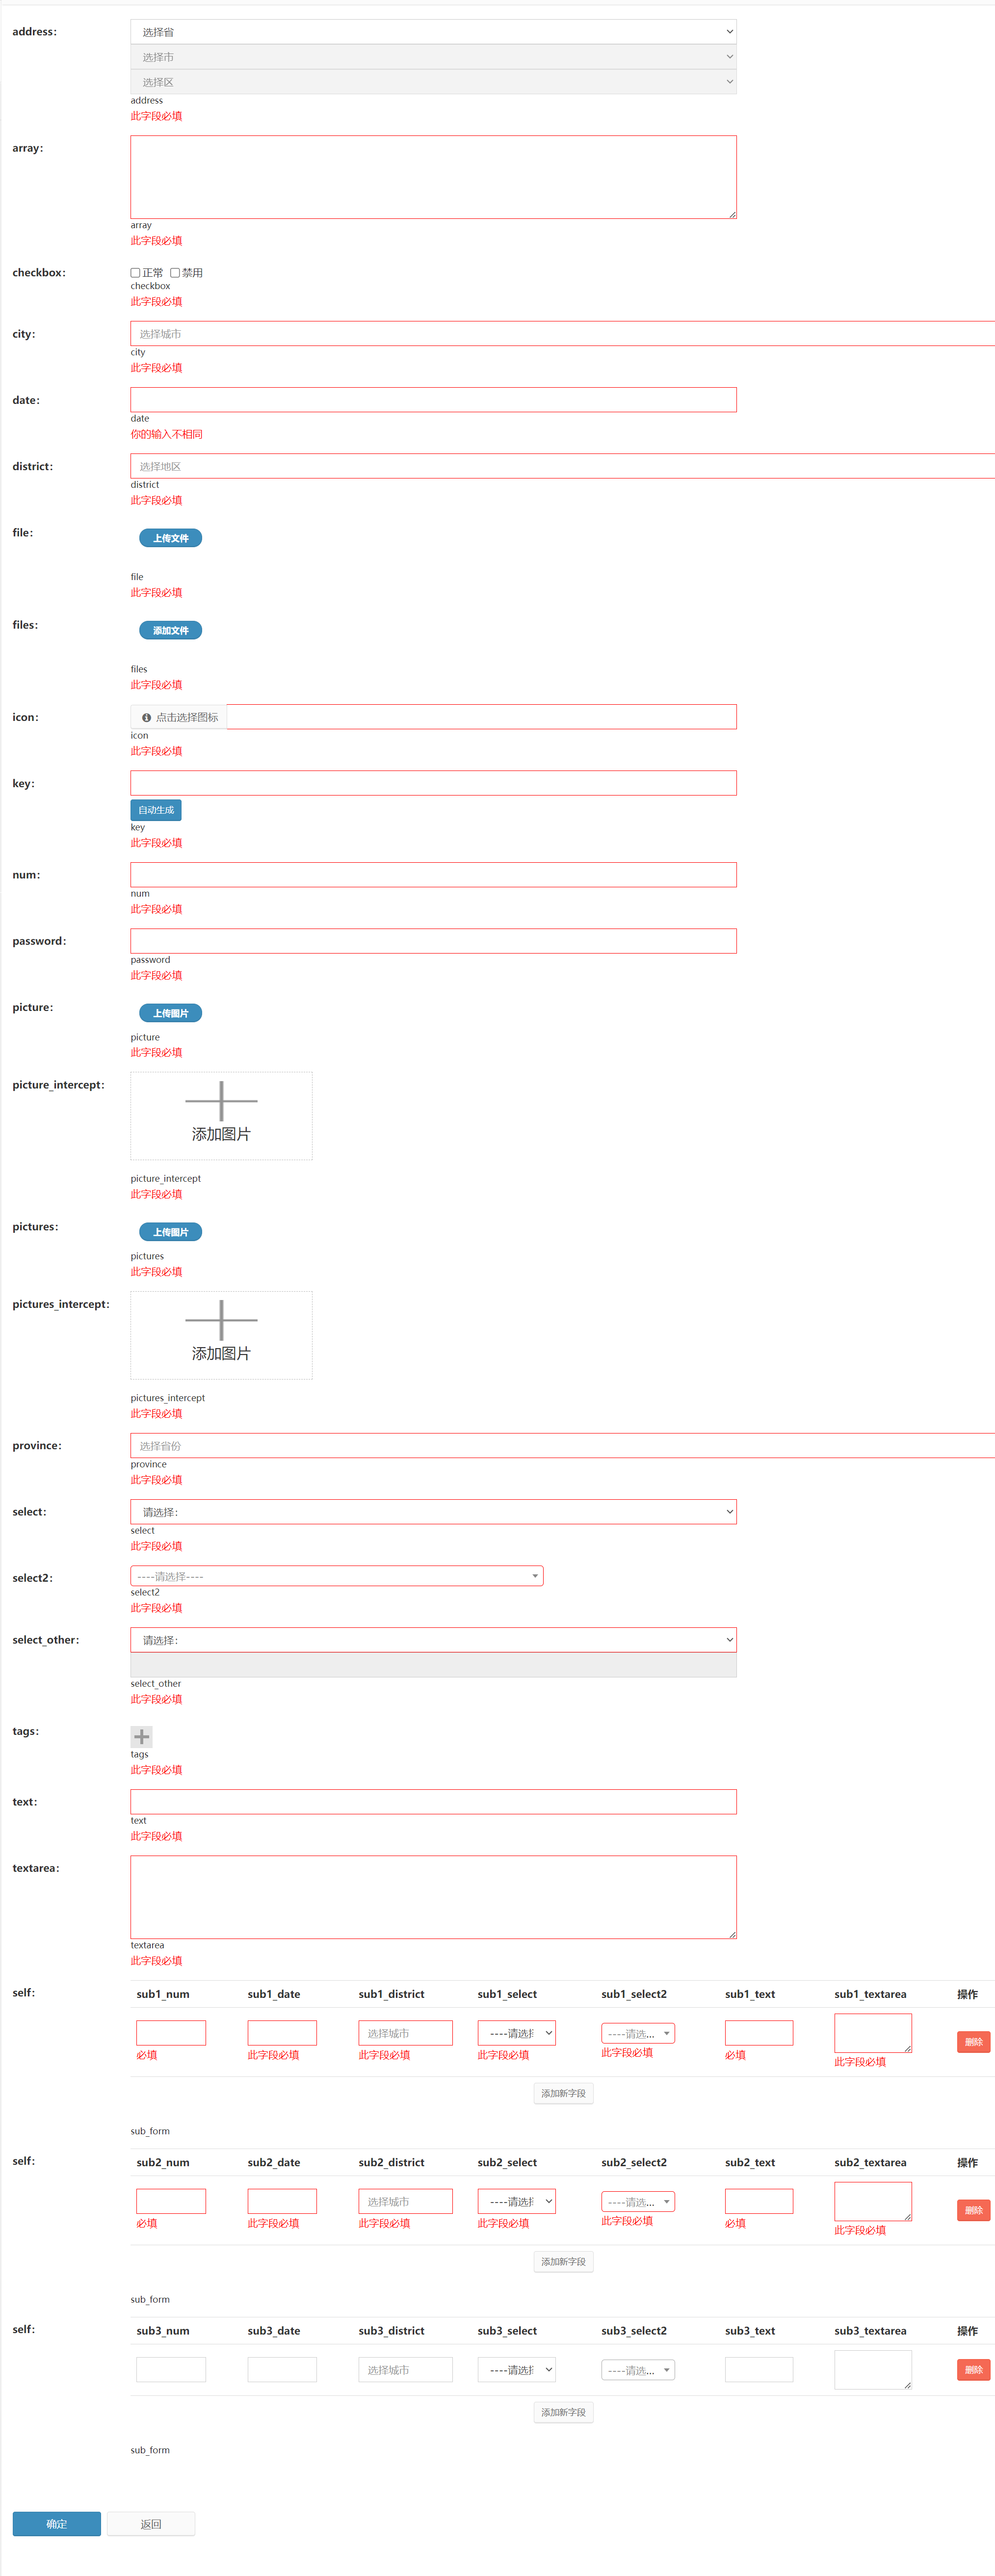 address:
选择省
选择市
选择区
address
此字段必填
array:
array
此字段必填
checkbox:
正常 禁用
checkbox
此字段必填
city:
选择城市
city
此字段必填
date:
date
你的输入不相同
district:
选择地区
district
此字段必填
file:
上传文件
file
此字段必填
files:
添加文件
files
此字段必填
icon:
点击选择图标
icon
此字段必填
key:
自动生成
key
此字段必填
num:
num
此字段必填
password:
password
此字段必填
picture:
上传图片
picture
此字段必填
picture_intercept:
添加图片
picture_intercept
此字段必填
pictures:
上传图片
pictures
此字段必填
pictures_intercept:
添加图片
pictures_intercept
此字段必填
province:
选择省份
province
此字段必填
select:
请选择:
select
此字段必填
select2:
----请选择----
select2
此字段必填
select_other:
请选择:
select_other
此字段必填
tags:
tags
此字段必填
text:
text
此字段必填
textarea:
textarea
此字段必填
self:
sub1_num sub1_date sub1_district sub1_select sub1_select2 sub1_text sub1_textarea 操作
选择城市 ----请选择 ----请选... 删除
必填 此字段必填 此字段必填 此字段必填 此字段必填 必填 此字段必填
添加新字段
sub_form
self:
sub2_num sub2_date sub2_district sub2_select sub2_select2 sub2_text sub2_textarea 操作
选择城市 ----请选择 ----请选... 删除
必填 此字段必填 此字段必填 此字段必填 此字段必填 必填 此字段必填
添加新字段
sub_form
self:
sub3_num sub3_date sub3_district sub3_select sub3_select2 sub3_text sub3_textarea 操作
选择城市 ----请选择 ----请选... 删除
添加新字段
sub_form
确定 返回